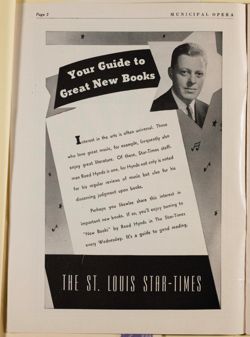 Page 2
MUNICIPAL OPERA
Your Guide to
Great New Books
Interest in the arts is often universal. Those
who love great music, for example, frequently also
enjoy great literature. Of these, Star-Times staff-
man Reed Hynds is one, for Hynds not only is noted
for his regular reviews of music but also for his
discerning judgment upon books.
Perhaps you likewise share this interest in
important new books. If so, you'll enjoy turning to
"New Books" by Reed Hynds in The Star-Times
every Wednesday. It's a guide to good reading.
THE ST. LOUIS STAR-TIMES